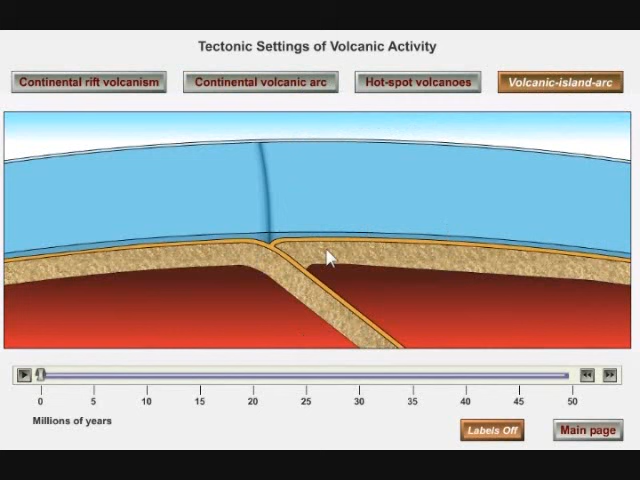 Tectonic Settings of Volcanic Activity
Continental rift volcanism Continental volcanic arc Hot-spot volcanoes Volcanic-island-arc
0 5 10 15 20 25 30 35 40 45 50
Millions of years
Labels Off Main page